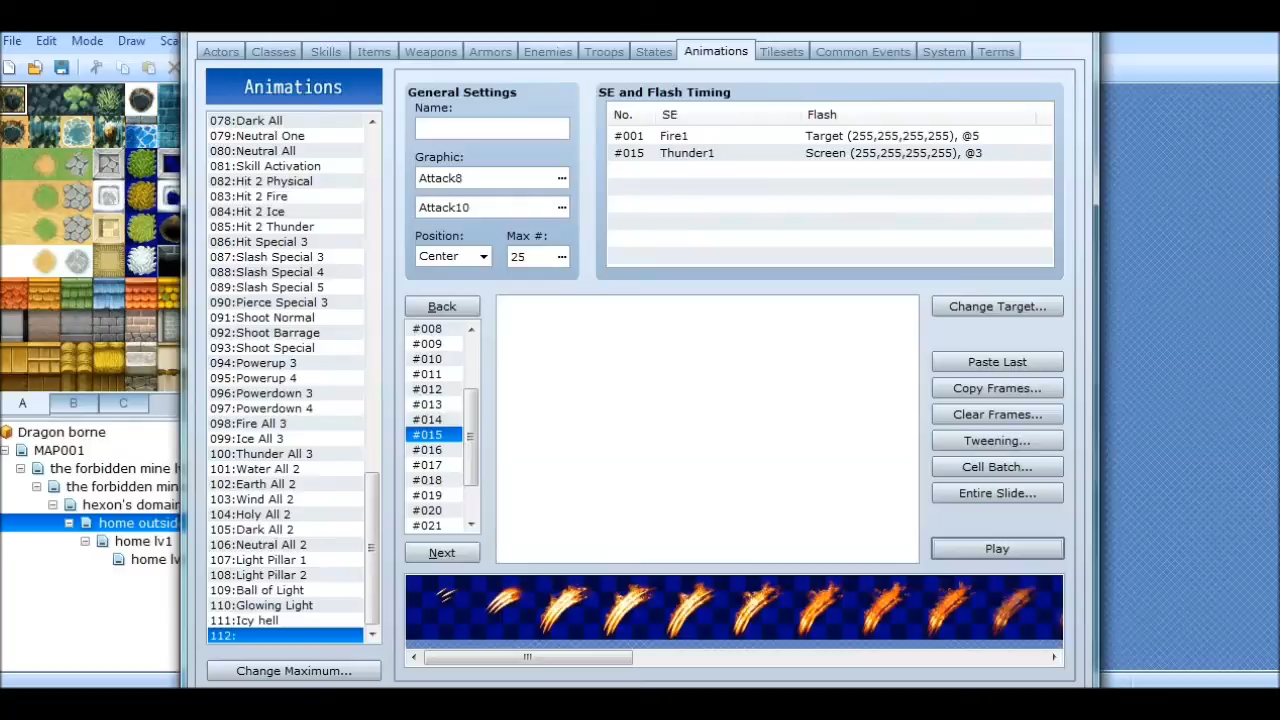 File Edit Mode Draw Sca
Actors Classes Skills Items Weapons Armors Enemies Troops States Animations Tilesets Common Events System Terms
Animations
078:Dark All
079:Neutral One
080:Neutral All
081:Skill Activation
082:Hit 2 Physical
083:Hit 2 Fire
084:Hit 2 Ice
085:Hit 2 Thunder
086:Hit Special 3
087:Slash Special 3
088:Slash Special 4
089:Slash Special 5
090:Pierce Special 3
091:Shoot Normal
092:Shoot Barrage
093:Shoot Special
094:Powerup 3
095:Powerup 4
096:Powerdown 3
097:Powerdown 4
098:Fire All 3
099:Ice All 3
100:Thunder All 3
101:Water All 2
102:Earth All 2
103:Wind All 2
104:Holy All 2
105:Dark All 2
106:Neutral All 2
107:Light Pillar 1
108:Light Pillar 2
109:Ball of Light
110:Glowing Light
111:Icy hell
112:
Change Maximum...
General Settings
Name:
Graphic:
Attack8 ...
Attack10 ...
Position: Max #:
Center 25 ...
SE and Flash Timing
No. SE Flash
#001 Fire1 Target (255,255,255,255), @5
#015 Thunder1 Screen (255,255,255,255), @3
Back
#008
#009
#010
#011
#012
#013
#014
#015
#016
#017
#018
#019
#020
#021
Next
Change Target...
Paste Last
Copy Frames...
Clear Frames...
Tweening...
Cell Batch...
Entire Slide...
Play
A B C
Dragon borne
MAP001
the forbidden mine l
the forbidden min
hexon's domain
home outsid
home lv1
home lv